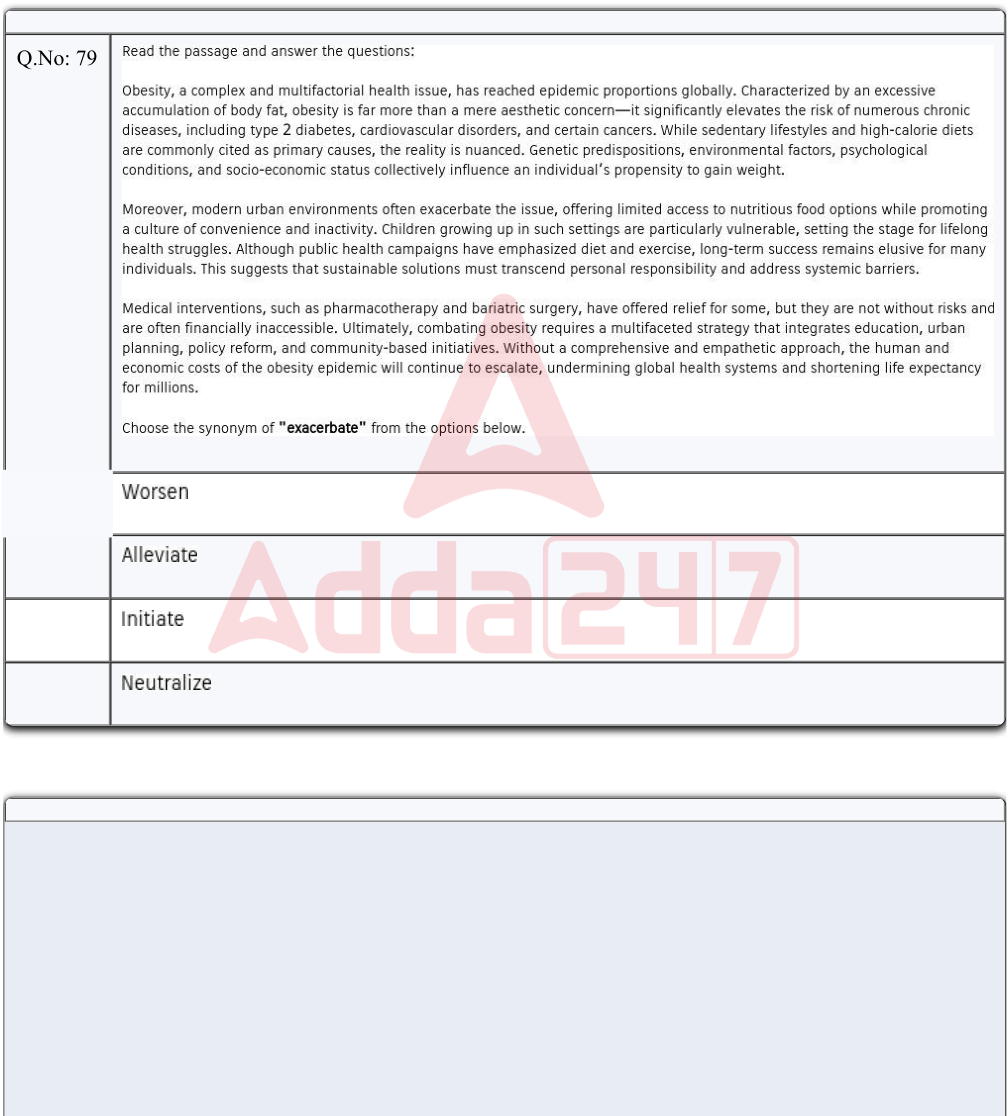 Q.No: 79
Read the passage and answer the questions:
Obesity, a complex and multifactorial health issue, has reached epidemic proportions globally. Characterized by an excessive
accumulation of body fat, obesity is far more than a mere aesthetic concern—it significantly elevates the risk of numerous chronic
diseases, including type 2 diabetes, cardiovascular disorders, and certain cancers. While sedentary lifestyles and high-calorie diets
are commonly cited as primary causes, the reality is nuanced. Genetic predispositions, environmental factors, psychological
conditions, and socio-economic status collectively influence an individual's propensity to gain weight.
Moreover, modern urban environments often exacerbate the issue, offering limited access to nutritious food options while promoting
a culture of convenience and inactivity. Children growing up in such settings are particularly vulnerable, setting the stage for lifelong
health struggles. Although public health campaigns have emphasized diet and exercise, long-term success remains elusive for many
individuals. This suggests that sustainable solutions must transcend personal responsibility and address systemic barriers.
Medical interventions, such as pharmacotherapy and bariatric surgery, have offered relief for some, but they are not without risks and
are often financially inaccessible. Ultimately, combating obesity requires a multifaceted strategy that integrates education, urban
planning, policy reform, and community-based initiatives. Without a comprehensive and empathetic approach, the human and
economic costs of the obesity epidemic will continue to escalate, undermining global health systems and shortening life expectancy
for millions.
Choose the synonym of "exacerbate" from the options below.
Worsen
Alleviate
Initiate
Neutralize
Adda247